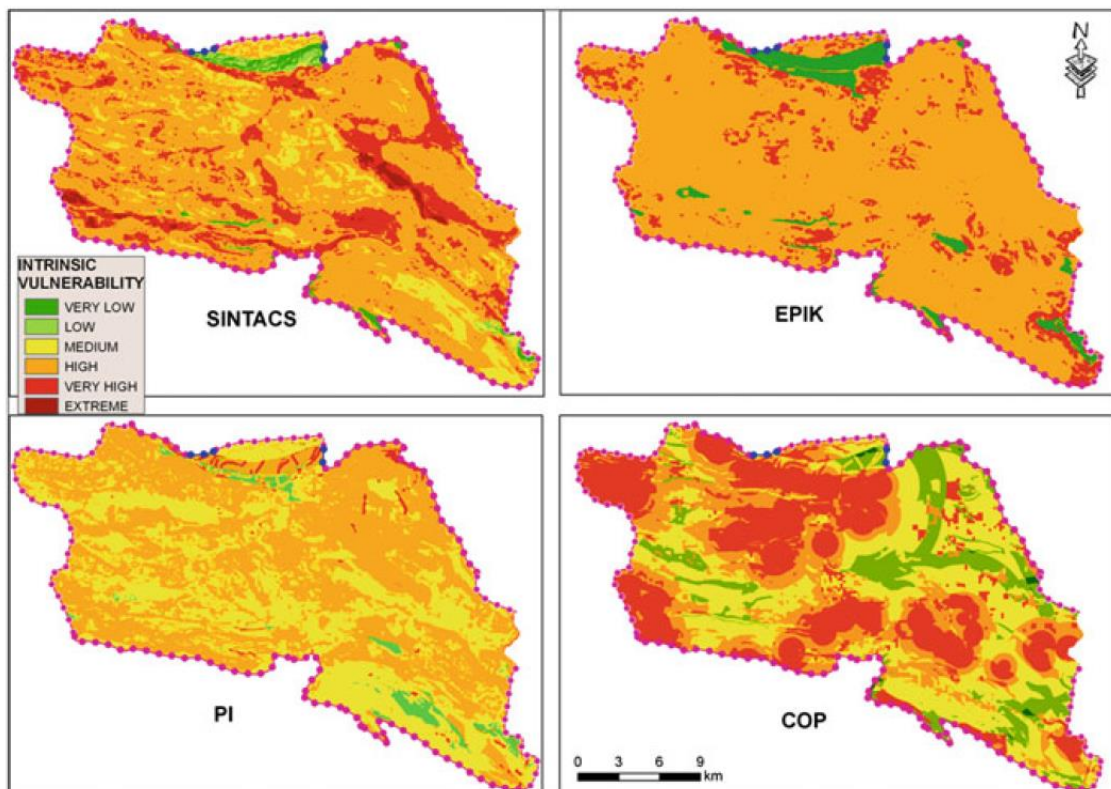 N
INTRINSIC
VULNERABILITY
VERY LOW
LOW
MEDIUM
HIGH
VERY HIGH
EXTREME
SINTACS
EPIK
PI
COP
0 3 6 9
km